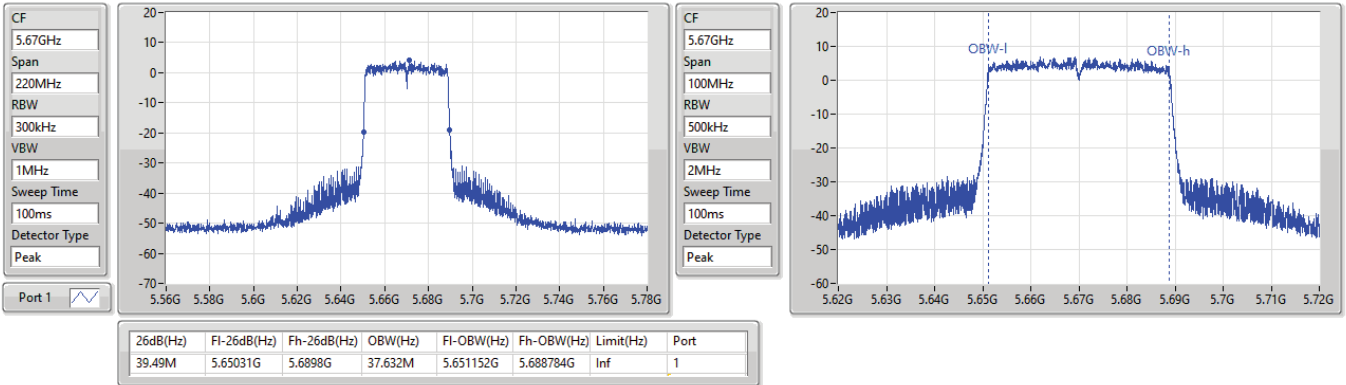 CF
5.67GHz
Span
220MHz
RBW
300kHz
VBW
1MHz
Sweep Time
100ms
Detector Type
Peak
Port 1
20
10
0
-10
-20
-30
-40
-50
-60
-70
5.56G 5.58G 5.6G 5.62G 5.64G 5.66G 5.68G 5.7G 5.72G 5.74G 5.76G 5.78G
CF
5.67GHz
Span
100MHz
RBW
500kHz
VBW
2MHz
Sweep Time
100ms
Detector Type
Peak
20
10
0
-10
-20
-30
-40
-50
-60
OBW-l OBW-h
5.62G 5.63G 5.64G 5.65G 5.66G 5.67G 5.68G 5.69G 5.7G 5.71G 5.72G
26dB(Hz) Fl-26dB(Hz) Fh-26dB(Hz) OBW(Hz) Fl-OBW(Hz) Fh-OBW(Hz) Limit(Hz) Port
39.49M 5.65031G 5.6898G 37.632M 5.651152G 5.688784G Inf 1